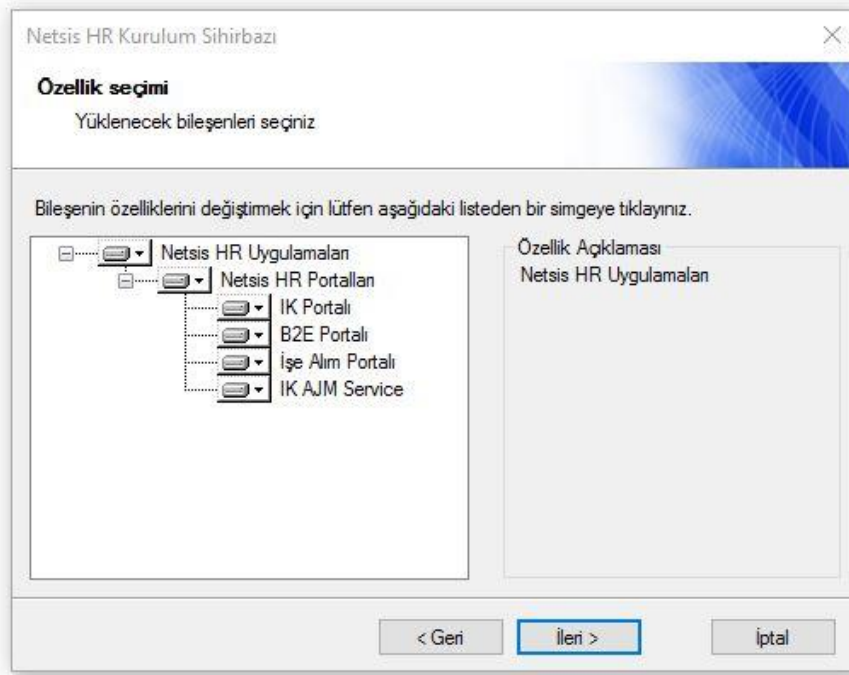 Netsis HR Kurulum Sihirbazı
Özellik seçimi
Yüklenecek bileşenleri seçiniz
Bileşenin özelliklerini değiştirmek için lütfen aşağıdaki listeden bir simgeye tıklayınız.
Netsis HR Uygulamaları
Netsis HR Portalları
IK Portalı
B2E Portalı
İşe Alım Portalı
IK AJM Service
Özellik Açıklaması
Netsis HR Uygulamaları
< Geri
İleri >
İptal